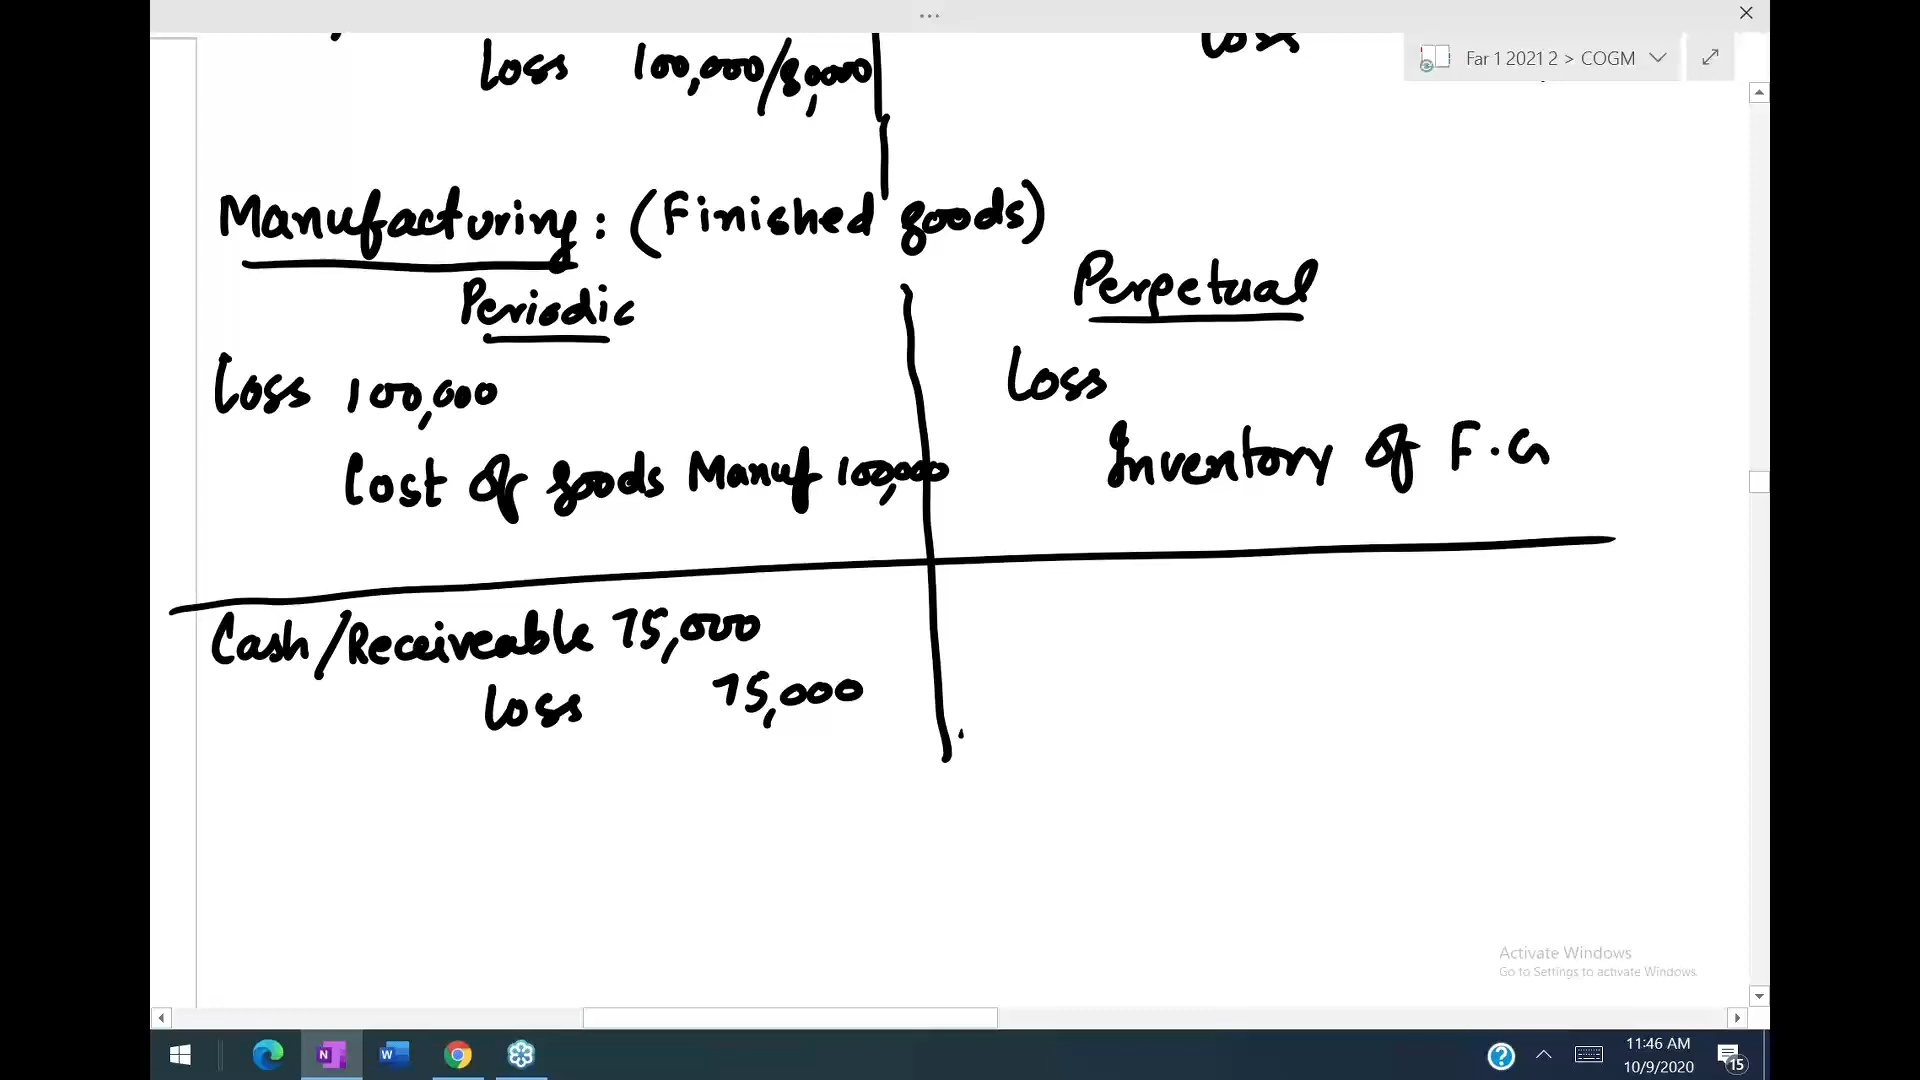 Far 1 2021 2 > COGM
Loss 100,000/80,000
Loss
Manufacturing: (Finished goods)
Periodic
Loss 100,000
Cost of goods Manuf 100,000
Perpetual
Loss
Inventory of F.G
Cash/Receiveable 75,000
Loss 75,000
Activate Windows
Go to Settings to activate Windows.
11:46 AM
10/9/2020
15